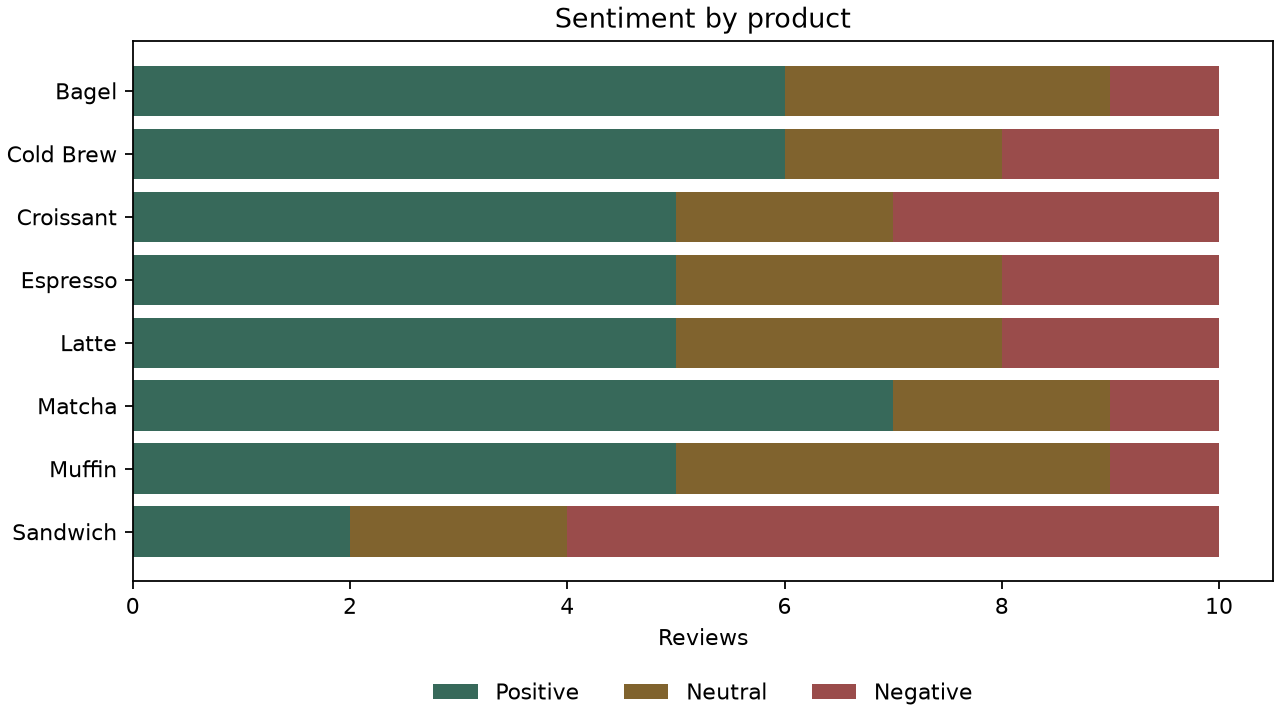 Sentiment by product
Bagel
Cold Brew
Croissant
Espresso
Latte
Matcha
Muffin
Sandwich
0 2 4 6 8 10
Reviews
Positive Neutral Negative